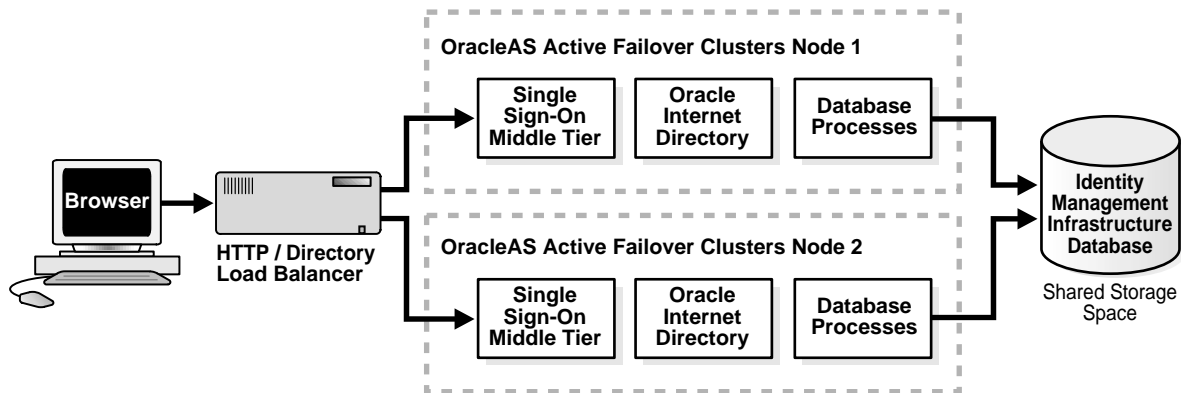 OracleAS Active Failover Clusters Node 1
Single
Sign-On
Middle Tier
Oracle
Internet
Directory
Database
Processes
Browser
HTTP / Directory
Load Balancer
Identity
Management
Infrastructure
Database
Shared Storage
Space
OracleAS Active Failover Clusters Node 2
Single
Sign-On
Middle Tier
Oracle
Internet
Directory
Database
Processes